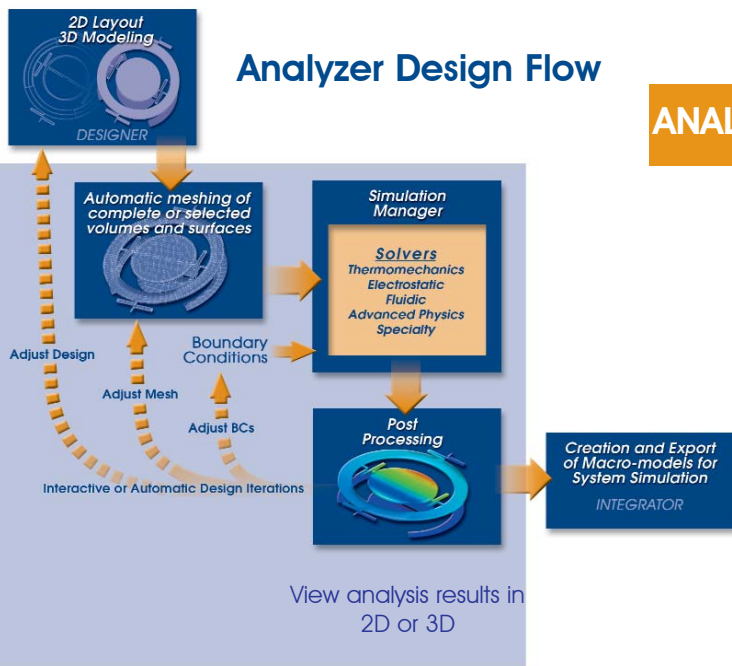 2D Layout
3D Modeling
DESIGNER
Analyzer Design Flow
ANAL
Automatic meshing of
complete or selected
volumes and surfaces
Simulation
Manager
Solvers
Thermomechanics
Electrostatic
Fluidic
Advanced Physics
Specialty
Boundary
Conditions
Adjust Design
Adjust Mesh
Adjust BCs
Interactive or Automatic Design Iterations
Post
Processing
Creation and Export
of Macro-models for
System Simulation
INTEGRATOR
View analysis results in
2D or 3D